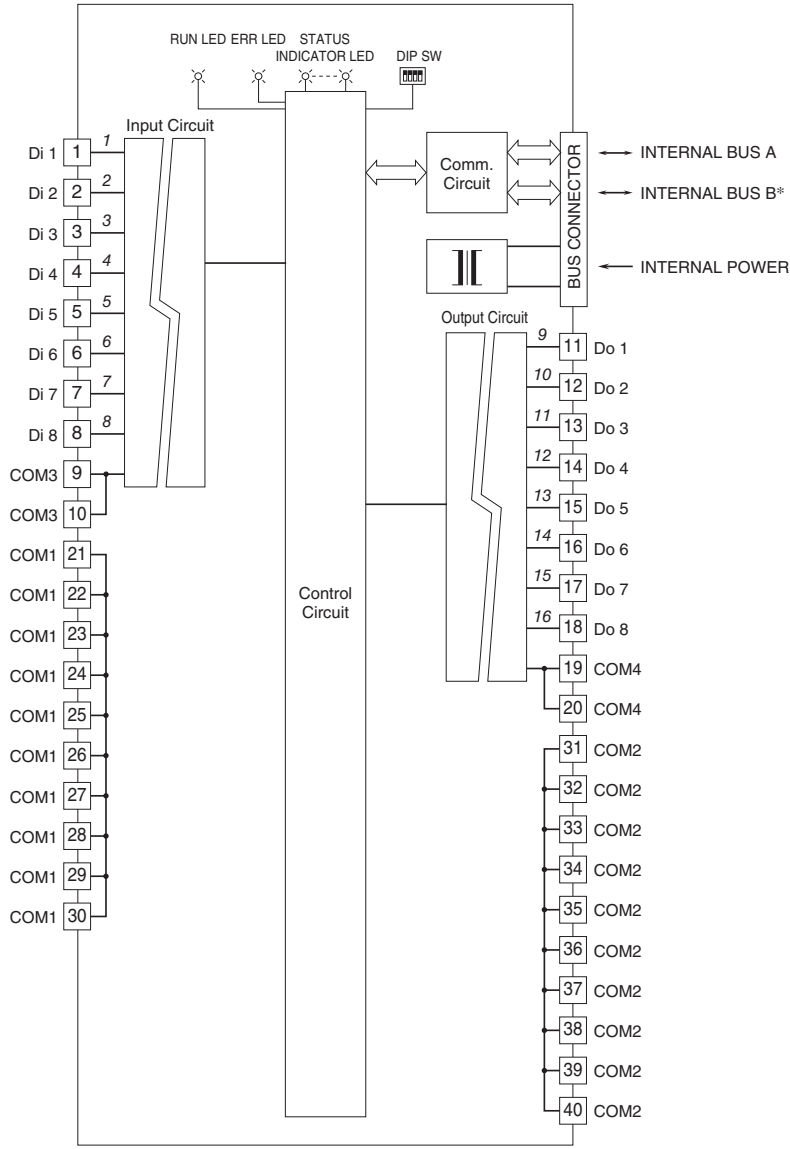 RUN LED ERR LED STATUS INDICATOR LED DIP SW
Input Circuit
Di 1 1 1
Di 2 2 2
Di 3 3 3
Di 4 4 4
Di 5 5 5
Di 6 6 6
Di 7 7 7
Di 8 8 8
COM3 9
COM3 10
COM1 21
COM1 22
COM1 23
COM1 24
COM1 25
COM1 26
COM1 27
COM1 28
COM1 29
COM1 30
Control
Circuit
Comm.
Circuit
BUS CONNECTOR
INTERNAL BUS A
INTERNAL BUS B*
INTERNAL POWER
Output Circuit
9 11 Do 1
10 12 Do 2
11 13 Do 3
12 14 Do 4
13 15 Do 5
14 16 Do 6
15 17 Do 7
16 18 Do 8
19 COM4
20 COM4
31 COM2
32 COM2
33 COM2
34 COM2
35 COM2
36 COM2
37 COM2
38 COM2
39 COM2
40 COM2